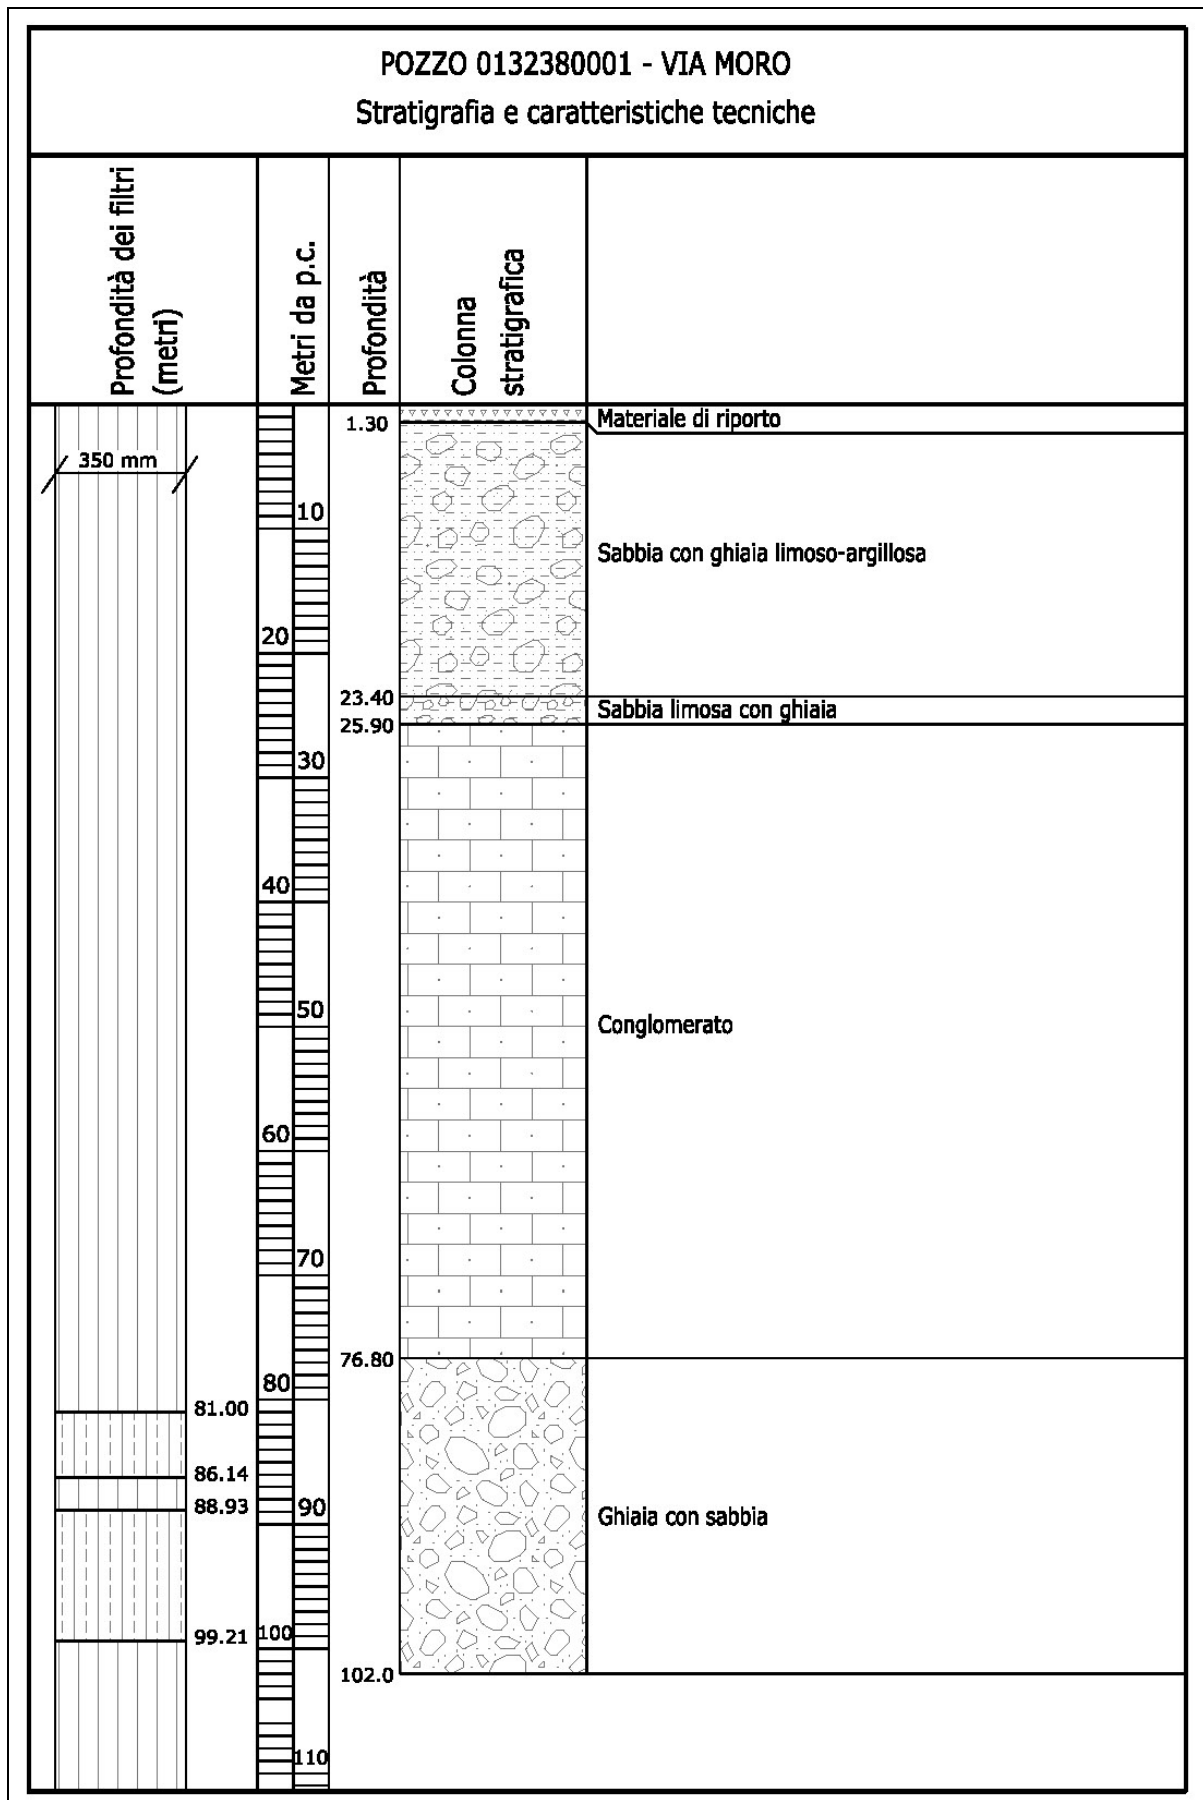 POZZO 0132380001 - VIA MORO
Stratigrafia e caratteristiche tecniche
Profondità dei filtri
(metri)
Metri da p.c.
Profondità
Colonna
stratigrafica
1.30
Materiale di riporto
350 mm
10
Sabbia con ghiaia limoso-argillosa
20
23.40
Sabbia limosa con ghiaia
25.90
30
40
50
Conglomerato
60
70
76.80
80
81.00
86.14
88.93
90
Ghiaia con sabbia
99.21
100
102.0
110